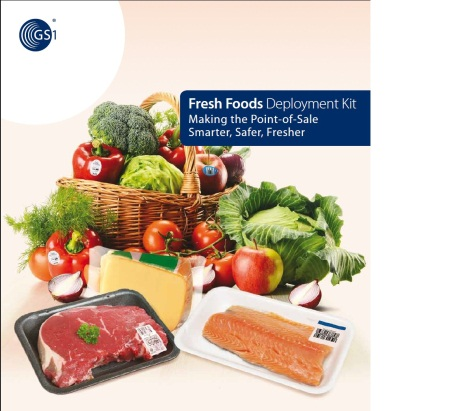 GS1
®
Fresh Foods Deployment Kit
Making the Point-of-Sale
Smarter, Safer, Fresher